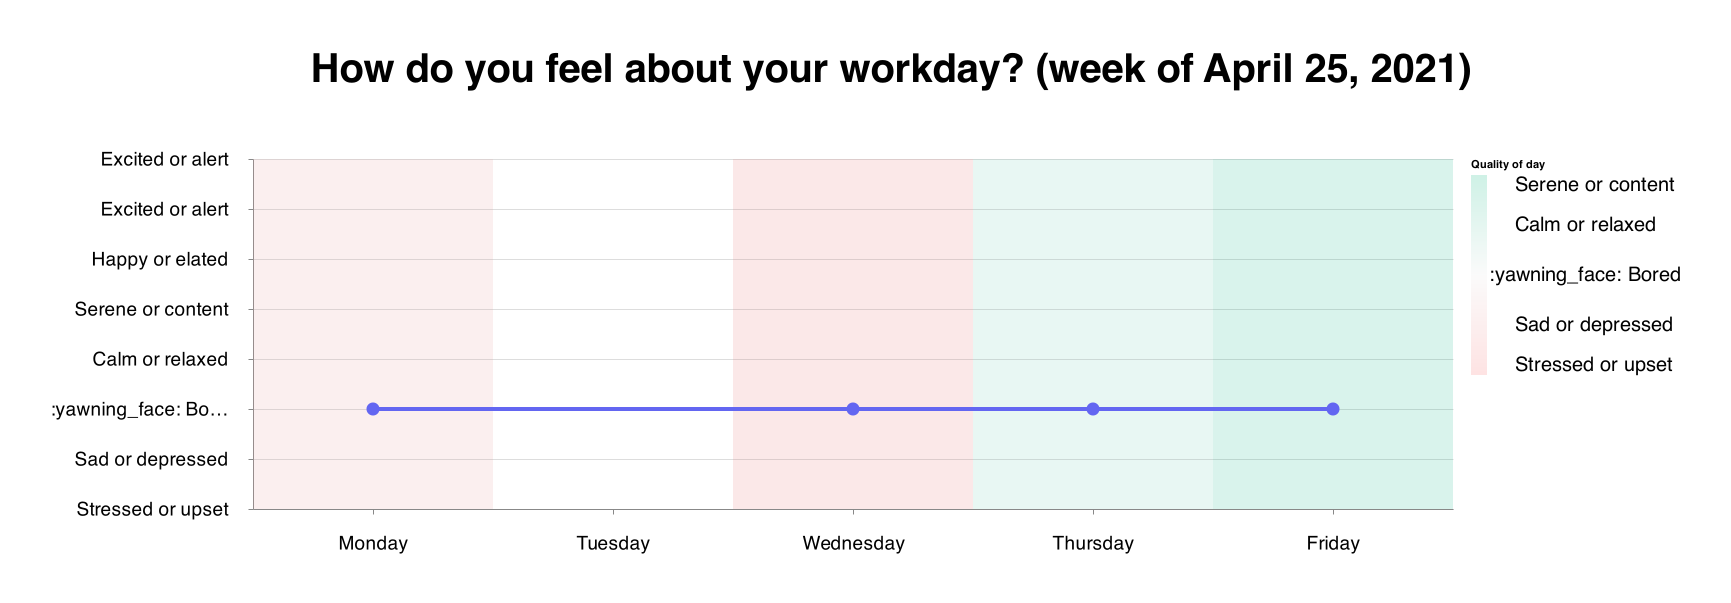 How do you feel about your workday? (week of April 25, 2021)
Excited or alert
Excited or alert
Happy or elated
Serene or content
Calm or relaxed
:yawning_face: Bo…
Sad or depressed
Stressed or upset
Monday
Tuesday
Wednesday
Thursday
Friday
Quality of day
Serene or content
Calm or relaxed
:yawning_face: Bored
Sad or depressed
Stressed or upset